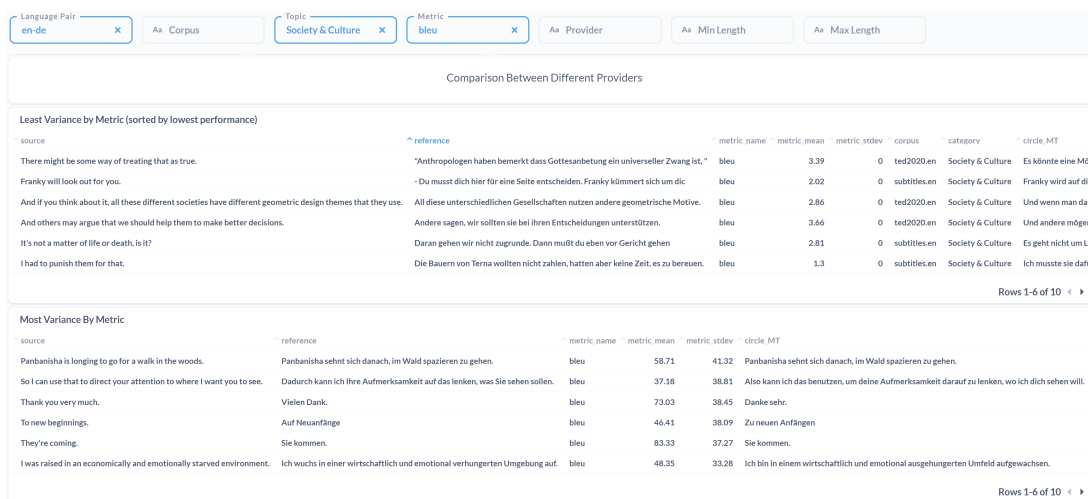 Language Pair Topic Metric
en-de × Aa Corpus Society & Culture × bleu × Aa Provider Aa Min Length Aa Max Length
Comparison Between Different Providers
Least Variance by Metric (sorted by lowest performance)
source reference metric_name metric_mean metric_stdev corpus category circle_MT
There might be some way of treating that as true. "Anthropologen haben bemerkt dass Gottesanbetung ein universeller Zwang ist, " bleu 3.39 0 ted2020.en Society & Culture Es könnte eine Mö
Franky will look out for you. - Du musst dich hier für eine Seite entscheiden. Franky kümmert sich um dic bleu 2.02 0 subtitles.en Society & Culture Franky wird auf di
And if you think about it, all these different societies have different geometric design themes that they use. All diese unterschiedlichen Gesellschaften nutzen andere geometrische Motive. bleu 2.86 0 ted2020.en Society & Culture Und wenn man da
And others may argue that we should help them to make better decisions. Andere sagen, wir sollten sie bei ihren Entscheidungen unterstützen. bleu 3.66 0 ted2020.en Society & Culture Und andere möge
It's not a matter of life or death, is it? Daran gehen wir nicht zugrunde. Dann mußt du eben vor Gericht gehen bleu 2.81 0 subtitles.en Society & Culture Es geht nicht um L
I had to punish them for that. Die Bauern von Terna wollten nicht zahlen, hatten aber keine Zeit, es zu bereuen. bleu 1.3 0 subtitles.en Society & Culture Ich musste sie dafü
Rows 1-6 of 10
Most Variance By Metric
source reference metric_name metric_mean metric_stdev circle_MT
Panbanisha is longing to go for a walk in the woods. Panbanisha sehnt sich danach, im Wald spazieren zu gehen. bleu 58.71 41.32 Panbanisha sehnt sich danach, im Wald spazieren zu gehen.
So I can use that to direct your attention to where I want you to see. Dadurch kann ich Ihre Aufmerksamkeit auf das lenken, was Sie sehen sollen. bleu 37.18 38.81 Also kann ich das benutzen, um deine Aufmerksamkeit darauf zu lenken, wo ich dich sehen will.
Thank you very much. Vielen Dank. bleu 73.03 38.45 Danke sehr.
To new beginnings. Auf Neuanfänge bleu 46.41 38.09 Zu neuen Anfängen
They're coming. Sie kommen. bleu 83.33 37.27 Sie kommen.
I was raised in an economically and emotionally starved environment. Ich wuchs in einer wirtschaftlich und emotional verhungerten Umgebung auf. bleu 48.35 33.28 Ich bin in einem wirtschaftlich und emotional ausgehungerten Umfeld aufgewachsen.
Rows 1-6 of 10